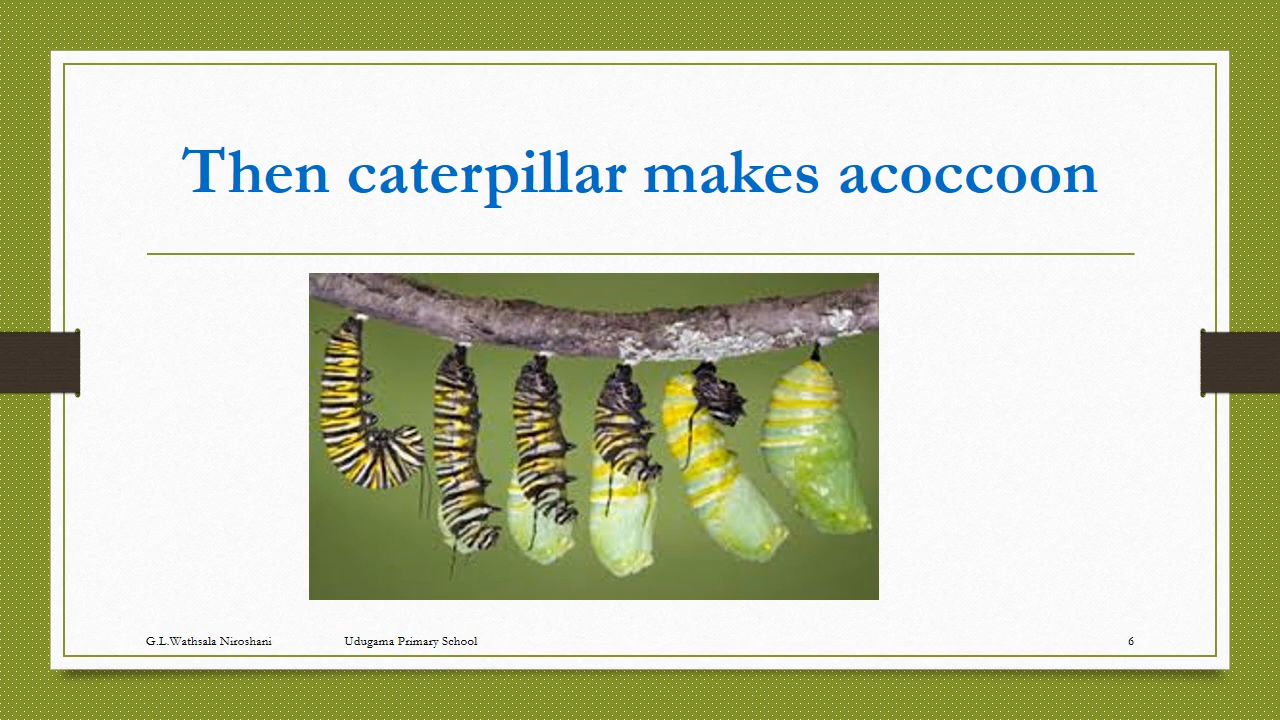 Then caterpillar makes acoccoon
G.L.Wathsala Niroshani Udugama Primary School 6